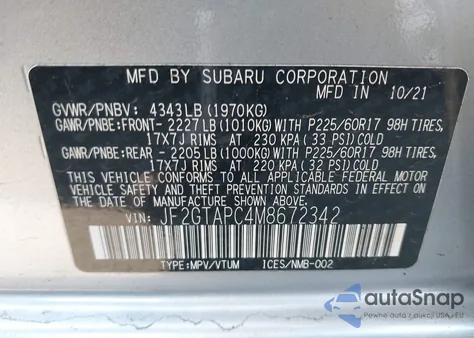 MFD BY SUBARU CORPORATION
MFD IN 10/21
GVWR/PNBV: 4343LB (1970KG)
GAWR/PNBE:FRONT- 2227LB (1010KG) WITH P225/60R17 98H TIRES,
17X7J RIMS AT 230 KPA ( 33 PSI) COLD
GAWR/PNBE:REAR - 2205LB (1000KG) WITH P225/60R17 98H TIRES,
17X7J RIMS AT 220 KPA ( 32 PSI) COLD
THIS VEHICLE CONFORMS TO ALL APPLICABLE FEDERAL MOTOR
VEHICLE SAFETY AND THEFT PREVENTION STANDARDS IN EFFECT ON
THE DATE OF MANUFACTURE SHOWN ABOVE.
VIN: JF2GTAPC4M8672342
TYPE:MPV/VTUM ICES/NMB-002
autoSnap
Доступні аукціони з USA і EU